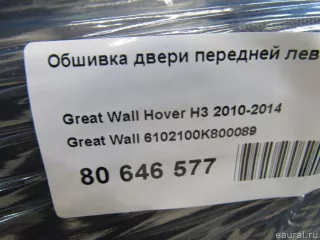 Обшивка двери передней лев
Great Wall Hover H3 2010-2014
Great Wall 6102100K800089
80 646 577
eaural.ru